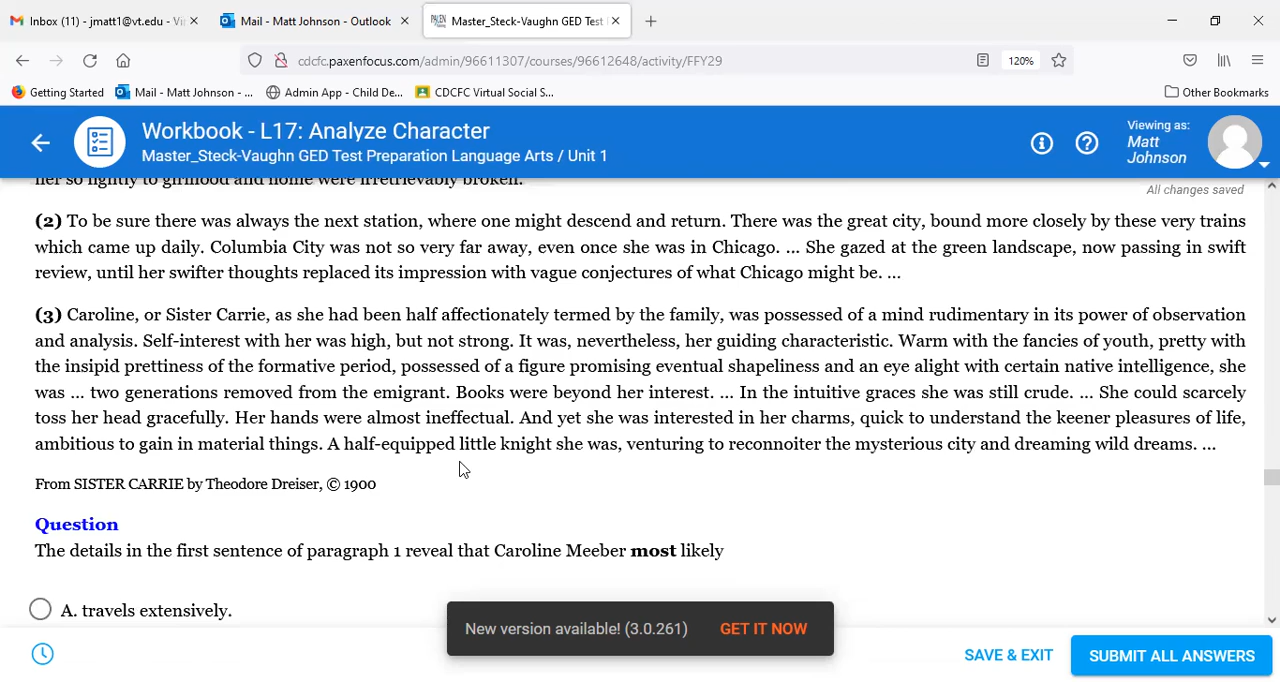 Inbox (11) - jmatt1@vt.edu - Vi
Mail - Matt Johnson - Outlook
Master_Steck-Vaughn GED Test
cdcfc.paxenfocus.com/admin/96611307/courses/96612648/activity/FFY29
120%
Getting Started
Mail - Matt Johnson - ...
Admin App - Child De...
CDCFC Virtual Social S...
Other Bookmarks
Workbook - L17: Analyze Character
Master_Steck-Vaughn GED Test Preparation Language Arts / Unit 1
Viewing as:
Matt
Johnson
her so lightly to girlhood and home were irretrievably broken.
All changes saved
(2) To be sure there was always the next station, where one might descend and return. There was the great city, bound more closely by these very trains
which came up daily. Columbia City was not so very far away, even once she was in Chicago. ... She gazed at the green landscape, now passing in swift
review, until her swifter thoughts replaced its impression with vague conjectures of what Chicago might be. ...
(3) Caroline, or Sister Carrie, as she had been half affectionately termed by the family, was possessed of a mind rudimentary in its power of observation
and analysis. Self-interest with her was high, but not strong. It was, nevertheless, her guiding characteristic. Warm with the fancies of youth, pretty with
the insipid prettiness of the formative period, possessed of a figure promising eventual shapeliness and an eye alight with certain native intelligence, she
was ... two generations removed from the emigrant. Books were beyond her interest. ... In the intuitive graces she was still crude. ... She could scarcely
toss her head gracefully. Her hands were almost ineffectual. And yet she was interested in her charms, quick to understand the keener pleasures of life,
ambitious to gain in material things. A half-equipped little knight she was, venturing to reconnoiter the mysterious city and dreaming wild dreams. ...
From SISTER CARRIE by Theodore Dreiser, © 1900
Question
The details in the first sentence of paragraph 1 reveal that Caroline Meeber most likely
A. travels extensively.
New version available! (3.0.261)
GET IT NOW
SAVE & EXIT
SUBMIT ALL ANSWERS